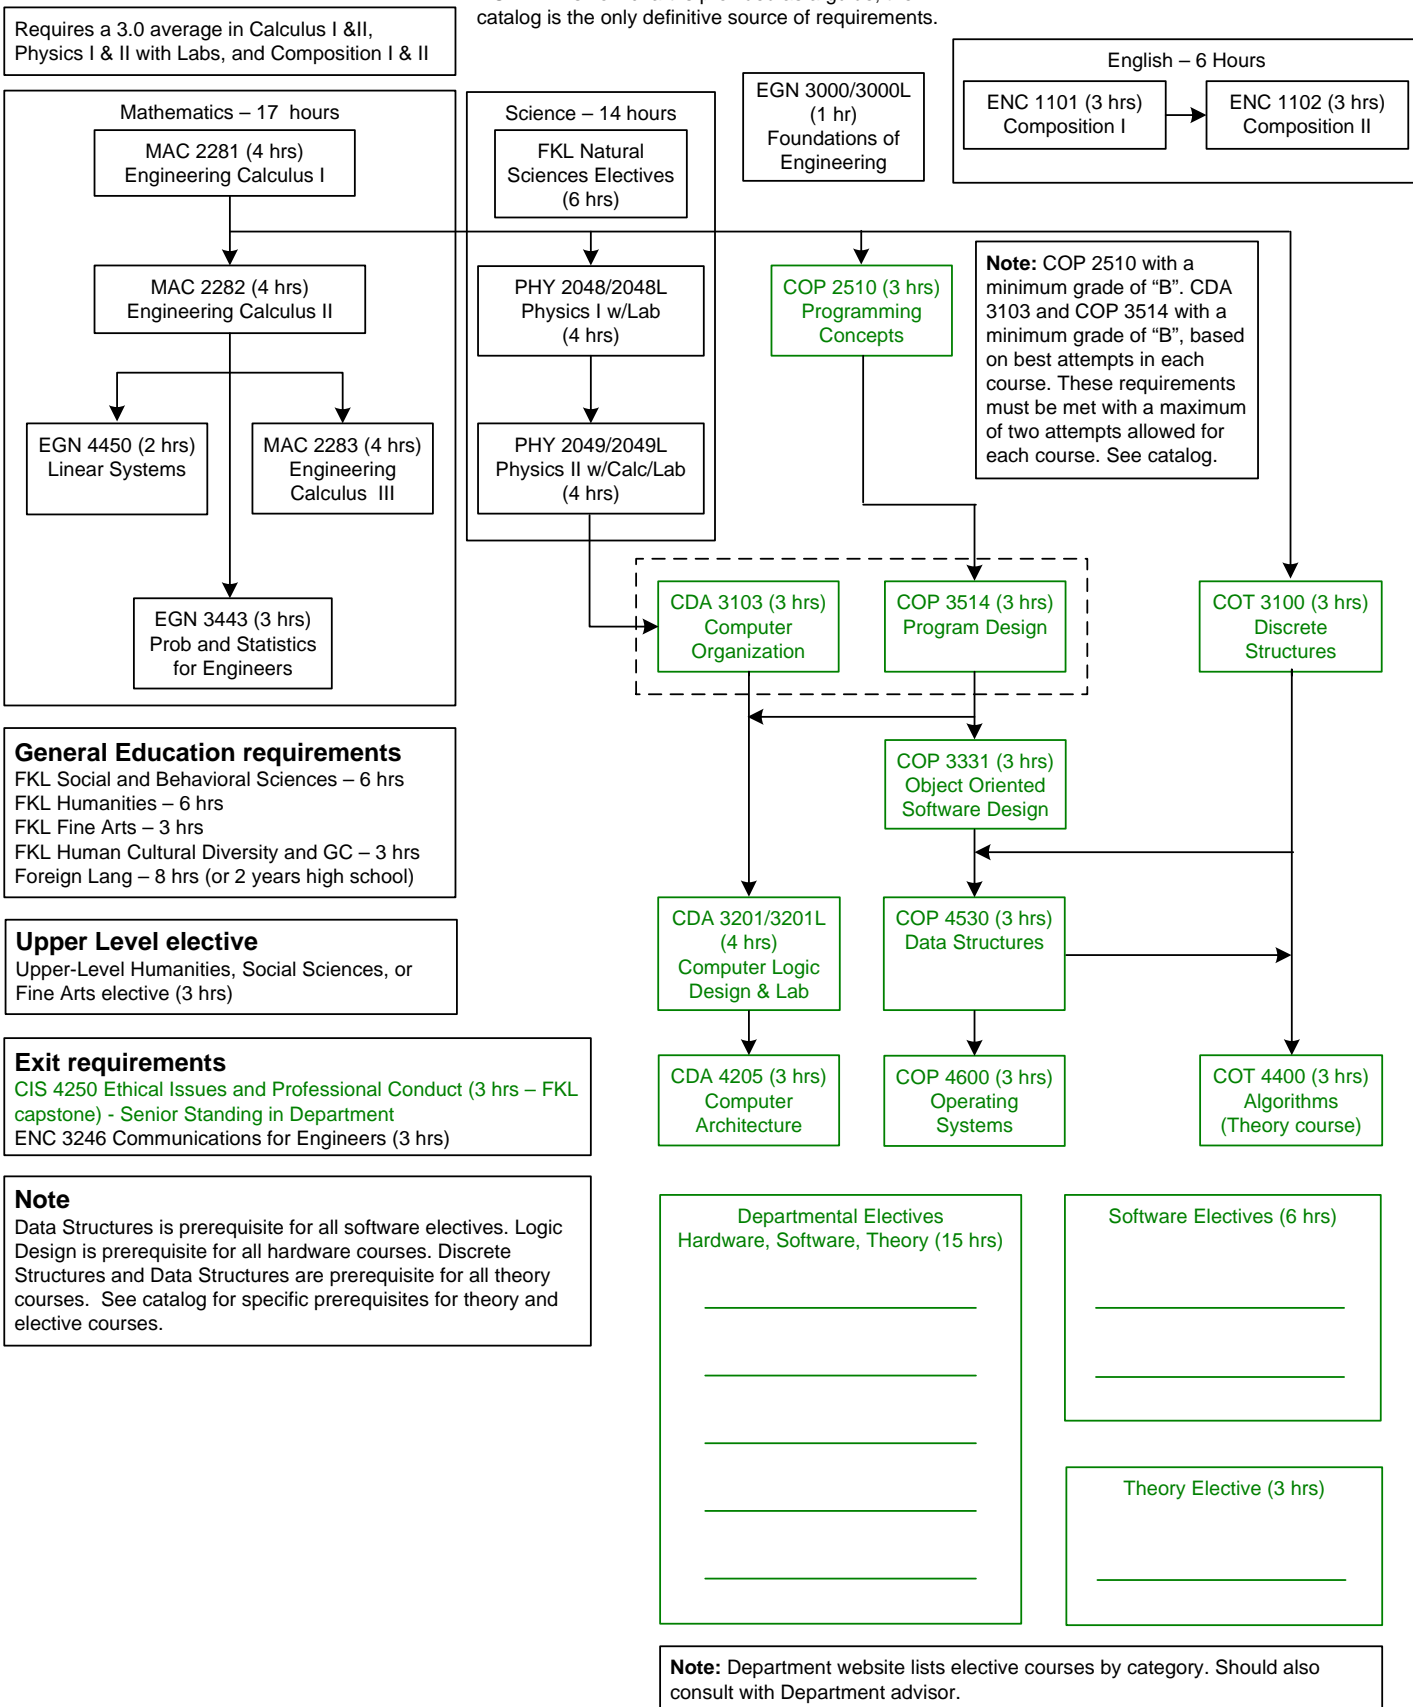 catalog is the only definitive source of requirements.
Requires a 3.0 average in Calculus I &II,
Physics I & II with Labs, and Composition I & II
English – 6 Hours
ENC 1101 (3 hrs)
Composition I
ENC 1102 (3 hrs)
Composition II
EGN 3000/3000L
(1 hr)
Foundations of
Engineering
Mathematics – 17  hours
MAC 2281 (4 hrs)
Engineering Calculus I
Science – 14 hours
FKL Natural
Sciences Electives
(6 hrs)
MAC 2282 (4 hrs)
Engineering Calculus II
PHY 2048/2048L
Physics I w/Lab
(4 hrs)
COP 2510 (3 hrs)
Programming
Concepts
Note: COP 2510 with a
minimum grade of “B”. CDA
3103 and COP 3514 with a
minimum grade of “B”, based
on best attempts in each
course. These requirements
must be met with a maximum
of two attempts allowed for
each course. See catalog.
EGN 4450 (2 hrs)
Linear Systems
MAC 2283 (4 hrs)
Engineering
Calculus  III
PHY 2049/2049L
Physics II w/Calc/Lab
(4 hrs)
EGN 3443 (3 hrs)
Prob and Statistics
for Engineers
CDA 3103 (3 hrs)
Computer
Organization
COP 3514 (3 hrs)
Program Design
COT 3100 (3 hrs)
Discrete
Structures
General Education requirements
FKL Social and Behavioral Sciences – 6 hrs
FKL Humanities – 6 hrs
FKL Fine Arts – 3 hrs
FKL Human Cultural Diversity and GC – 3 hrs
Foreign Lang – 8 hrs (or 2 years high school)
COP 3331 (3 hrs)
Object Oriented
Software Design
Upper Level elective
Upper-Level Humanities, Social Sciences, or
Fine Arts elective (3 hrs)
CDA 3201/3201L
(4 hrs)
Computer Logic
Design & Lab
COP 4530 (3 hrs)
Data Structures
Exit requirements
CIS 4250 Ethical Issues and Professional Conduct (3 hrs – FKL
capstone) - Senior Standing in Department
ENC 3246 Communications for Engineers (3 hrs)
CDA 4205 (3 hrs)
Computer
Architecture
COP 4600 (3 hrs)
Operating
Systems
COT 4400 (3 hrs)
Algorithms
(Theory course)
Note
Data Structures is prerequisite for all software electives. Logic
Design is prerequisite for all hardware courses. Discrete
Structures and Data Structures are prerequisite for all theory
courses.  See catalog for specific prerequisites for theory and
elective courses.
Departmental Electives
Hardware, Software, Theory (15 hrs)
Software Electives (6 hrs)
Theory Elective (3 hrs)
Note: Department website lists elective courses by category. Should also
consult with Department advisor.